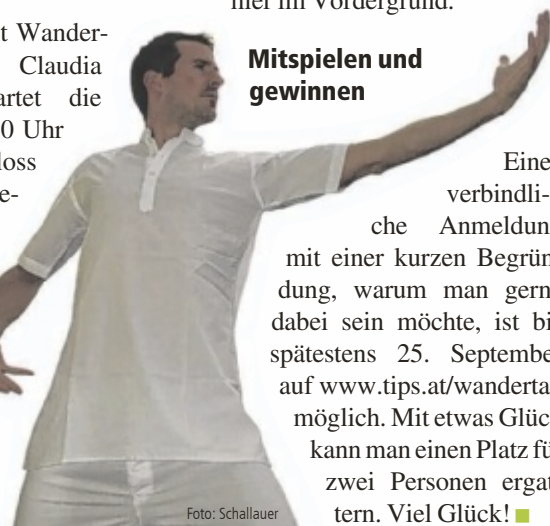 t Wander-
Claudia
artet die
0 Uhr
loss
e-
hier im Vordergrund.
Mitspielen und
gewinnen
Eine
verbindli-
che Anmeldun
mit einer kurzen Begrün
dung, warum man gern
dabei sein möchte, ist bi
spätestens 25. Septembe
auf www.tips.at/wanderta
möglich. Mit etwas Glüc
kann man einen Platz fü
zwei Personen ergat
tern. Viel Glück!
Foto: Schallauer